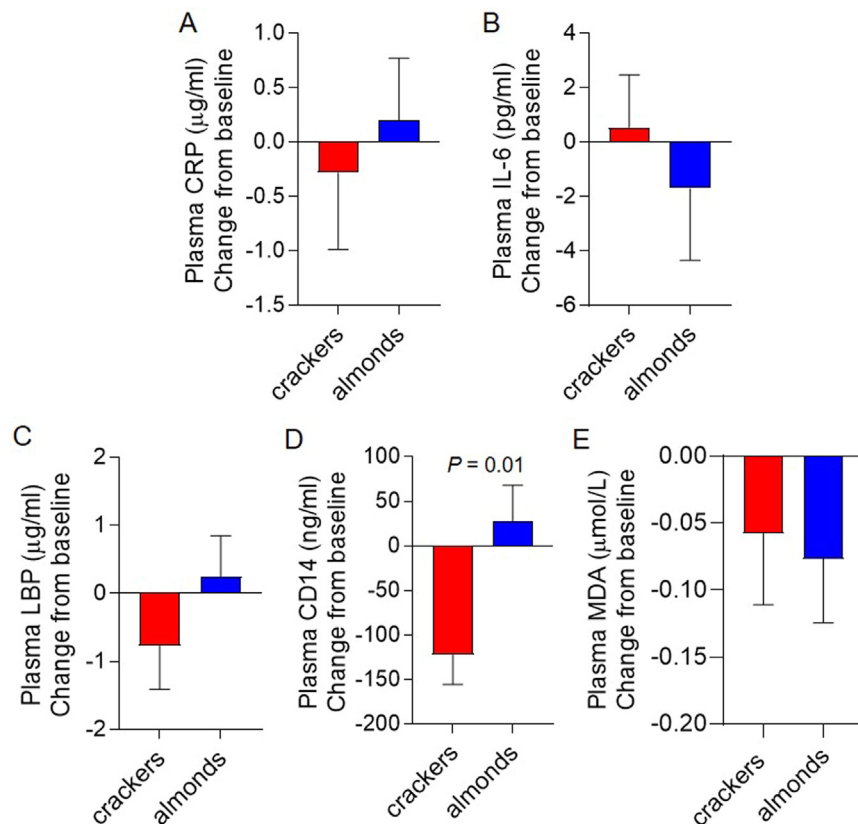 A
Plasma CRP (μg/ml)
Change from baseline
1.0
0.5
0.0
-0.5
-1.0
-1.5
crackers
almonds
B
Plasma IL-6 (pg/ml)
Change from baseline
4
2
0
-2
-4
-6
crackers
almonds
C
Plasma LBP (μg/ml)
Change from baseline
2
1
0
-1
-2
crackers
almonds
D
Plasma CD14 (ng/ml)
Change from baseline
100
50
0
-50
-100
-150
-200
P = 0.01
crackers
almonds
E
Plasma MDA (μmol/L)
Change from baseline
0.00
-0.05
-0.10
-0.15
-0.20
crackers
almonds